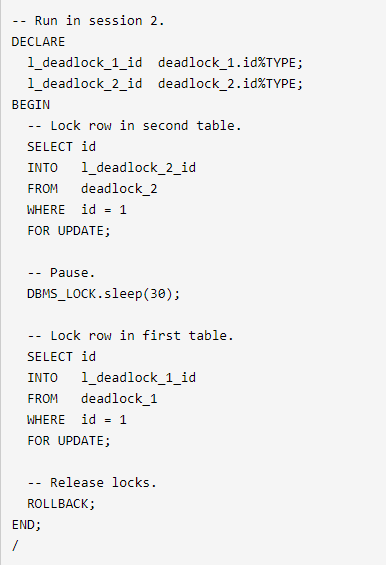 -- Run in session 2.
DECLARE
  l_deadlock_1_id  deadlock_1.id%TYPE;
  l_deadlock_2_id  deadlock_2.id%TYPE;
BEGIN
  -- Lock row in second table.
  SELECT id
  INTO   l_deadlock_2_id
  FROM   deadlock_2
  WHERE  id = 1
  FOR UPDATE;

  -- Pause.
  DBMS_LOCK.sleep(30);

  -- Lock row in first table.
  SELECT id
  INTO   l_deadlock_1_id
  FROM   deadlock_1
  WHERE  id = 1
  FOR UPDATE;

  -- Release locks.
  ROLLBACK;
END;
/